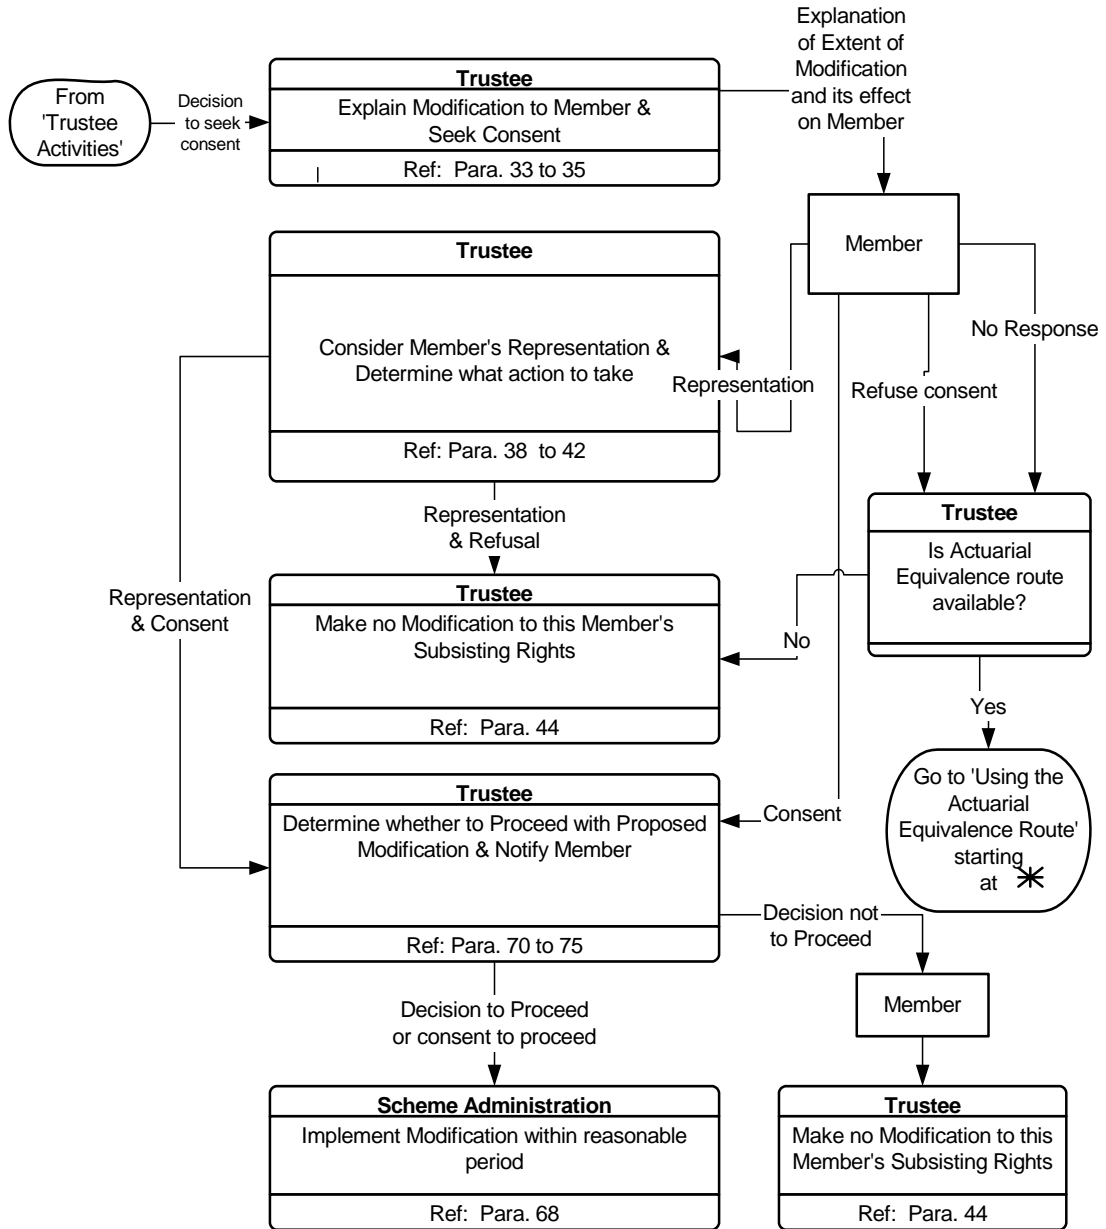 From
'Trustee
Activities'
Decision
to seek
consent
Trustee
Explain Modification to Member &
Seek Consent
Ref: Para. 33 to 35
Explanation
of Extent of
Modification
and its effect
on Member
Member
Trustee
Consider Member's Representation &
Determine what action to take
Ref: Para. 38 to 42
Representation
Refuse consent
No Response
Representation
& Refusal
Representation
& Consent
Trustee
Is Actuarial
Equivalence route
available?
No
Yes
Trustee
Make no Modification to this Member's
Subsisting Rights
Ref: Para. 44
Go to 'Using the
Actuarial
Equivalence Route'
starting
at
Consent
Trustee
Determine whether to Proceed with Proposed
Modification & Notify Member
Ref: Para. 70 to 75
Decision not
to Proceed
Member
Decision to Proceed
or consent to proceed
Scheme Administration
Implement Modification within reasonable
period
Ref: Para. 68
Trustee
Make no Modification to this
Member's Subsisting Rights
Ref: Para. 44